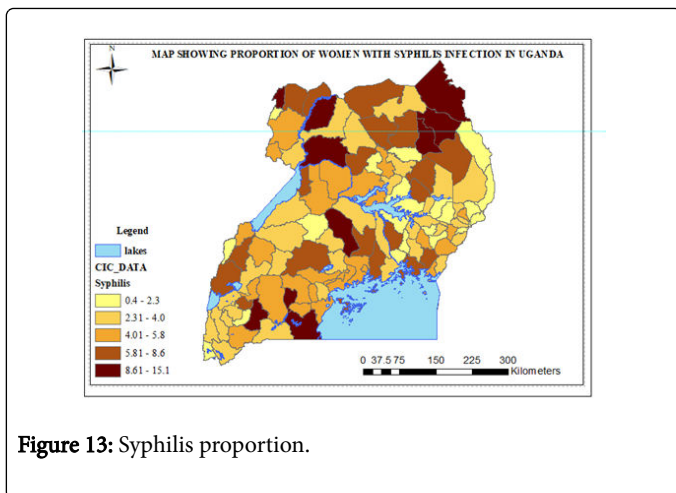 MAP SHOWING PROPORTION OF WOMEN WITH SYPHILIS INFECTION IN UGANDA
N
Legend
lakes
CIC_DATA
Syphilis
0.4 - 2.3
2.31 - 4.0
4.01 - 5.8
5.81 - 8.6
8.61 - 15.1
0 37.5 75 150 225 300
Kilometers
Figure 13: Syphilis proportion.